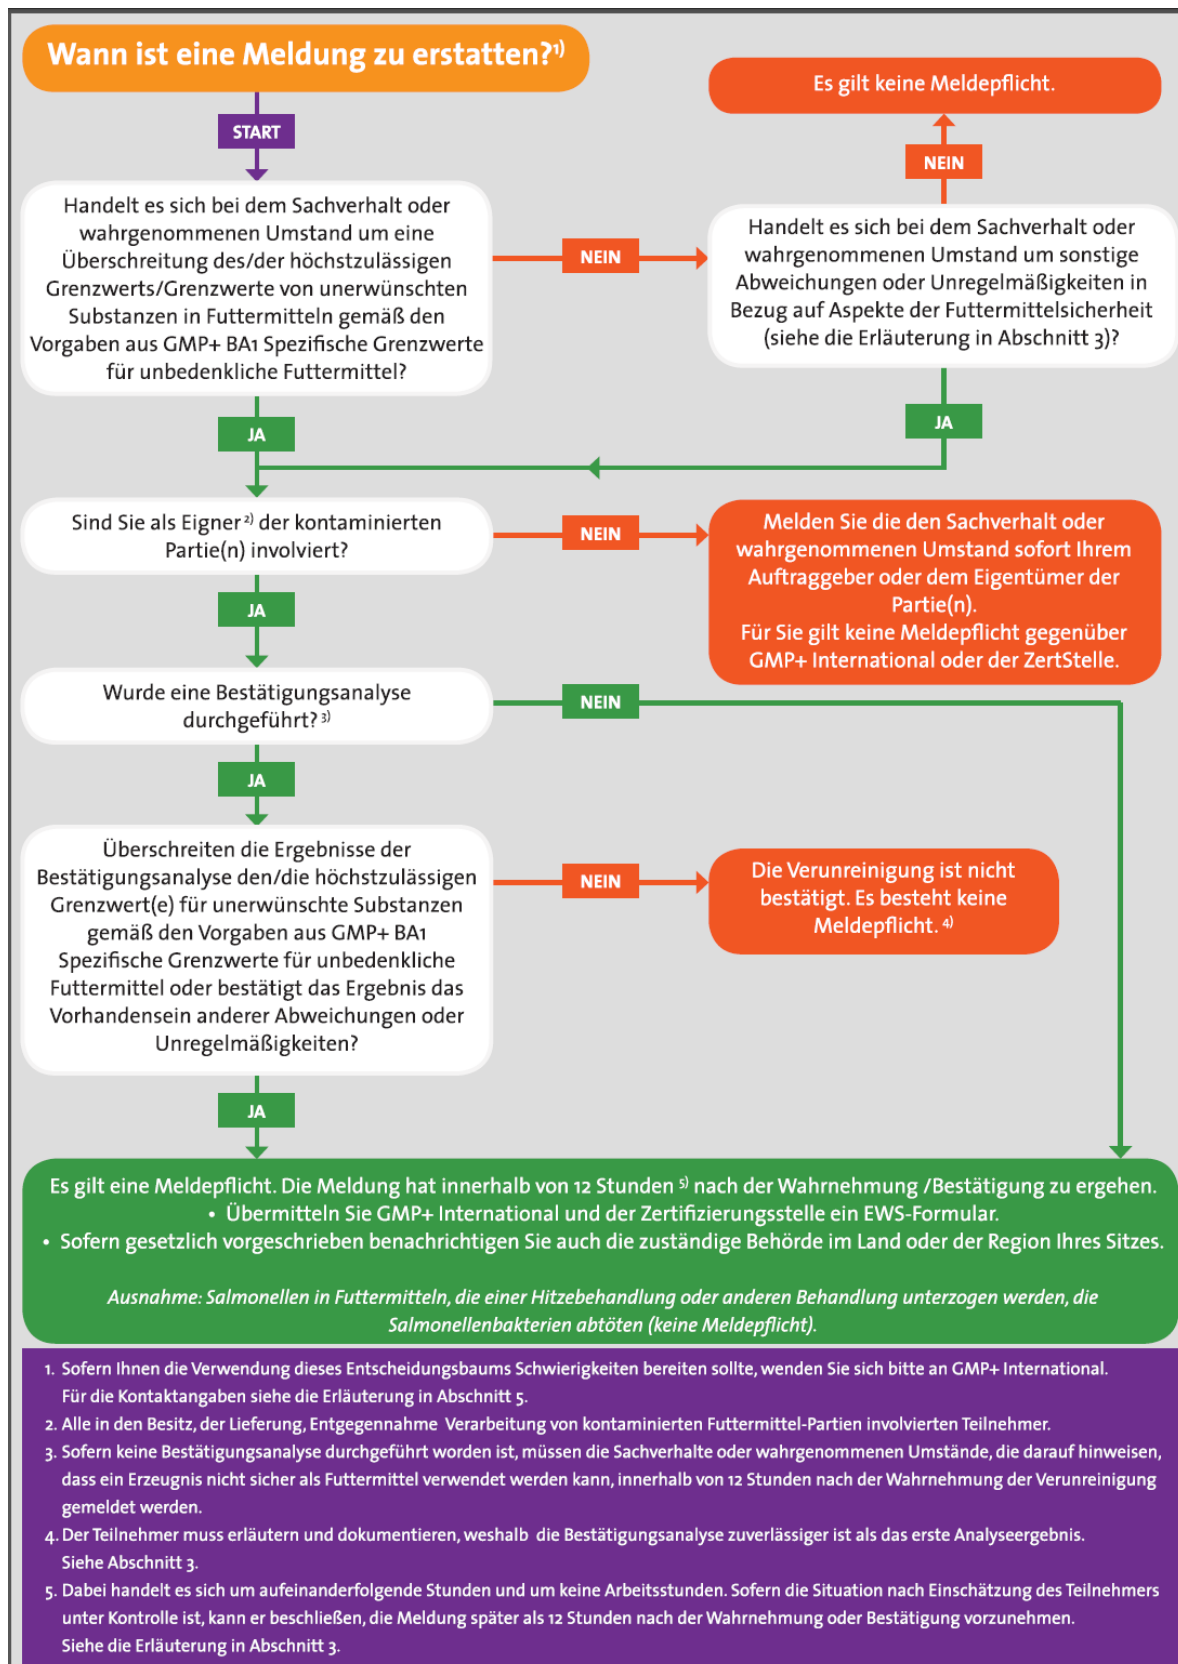 Wann ist eine Meldung zu erstatten?1)
START
Es gilt keine Meldepflicht.
NEIN
Handelt es sich bei dem Sachverhalt oder
wahrgenommenen Umstand um eine
Überschreitung des/der höchstzulässigen
Grenzwerts/Grenzwerte von unerwünschten
Substanzen in Futtermitteln gemäß den
Vorgaben aus GMP+ BA1 Spezifische Grenzwerte
für unbedenkliche Futtermittel?
NEIN
Handelt es sich bei dem Sachverhalt oder
wahrgenommenen Umstand um sonstige
Abweichungen oder Unregelmäßigkeiten in
Bezug auf Aspekte der Futtermittelsicherheit
(siehe die Erläuterung in Abschnitt 3)?
JA
JA
Sind Sie als Eigner 2) der kontaminierten
Partie(n) involviert?
NEIN
Melden Sie die den Sachverhalt oder
wahrgenommenen Umstand sofort Ihrem
Auftraggeber oder dem Eigentümer der
Partie(n).
Für Sie gilt keine Meldepflicht gegenüber
GMP+ International oder der ZertStelle.
JA
Wurde eine Bestätigungsanalyse
durchgeführt? 3)
NEIN
JA
Überschreiten die Ergebnisse der
Bestätigungsanalyse den/die höchstzulässigen
Grenzwert(e) für unerwünschte Substanzen
gemäß den Vorgaben aus GMP+ BA1
Spezifische Grenzwerte für unbedenkliche
Futtermittel oder bestätigt das Ergebnis das
Vorhandensein anderer Abweichungen oder
Unregelmäßigkeiten?
NEIN
Die Verunreinigung ist nicht
bestätigt. Es besteht keine
Meldepflicht. 4)
JA
Es gilt eine Meldepflicht. Die Meldung hat innerhalb von 12 Stunden 5) nach der Wahrnehmung /Bestätigung zu ergehen.
• Übermitteln Sie GMP+ International und der Zertifizierungsstelle ein EWS-Formular.
• Sofern gesetzlich vorgeschrieben benachrichtigen Sie auch die zuständige Behörde im Land oder der Region Ihres Sitzes.
Ausnahme: Salmonellen in Futtermitteln, die einer Hitzebehandlung oder anderen Behandlung unterzogen werden, die
Salmonellenbakterien abtöten (keine Meldepflicht).
1. Sofern Ihnen die Verwendung dieses Entscheidungsbaums Schwierigkeiten bereiten sollte, wenden Sie sich bitte an GMP+ International.
Für die Kontaktangaben siehe die Erläuterung in Abschnitt 5.
2. Alle in den Besitz, der Lieferung, Entgegennahme Verarbeitung von kontaminierten Futtermittel-Partien involvierten Teilnehmer.
3. Sofern keine Bestätigungsanalyse durchgeführt worden ist, müssen die Sachverhalte oder wahrgenommenen Umstände, die darauf hinweisen,
dass ein Erzeugnis nicht sicher als Futtermittel verwendet werden kann, innerhalb von 12 Stunden nach der Wahrnehmung der Verunreinigung
gemeldet werden.
4. Der Teilnehmer muss erläutern und dokumentieren, weshalb die Bestätigungsanalyse zuverlässiger ist als das erste Analyseergebnis.
Siehe Abschnitt 3.
5. Dabei handelt es sich um aufeinanderfolgende Stunden und um keine Arbeitsstunden. Sofern die Situation nach Einschätzung des Teilnehmers
unter Kontrolle ist, kann er beschließen, die Meldung später als 12 Stunden nach der Wahrnehmung oder Bestätigung vorzunehmen.
Siehe die Erläuterung in Abschnitt 3.